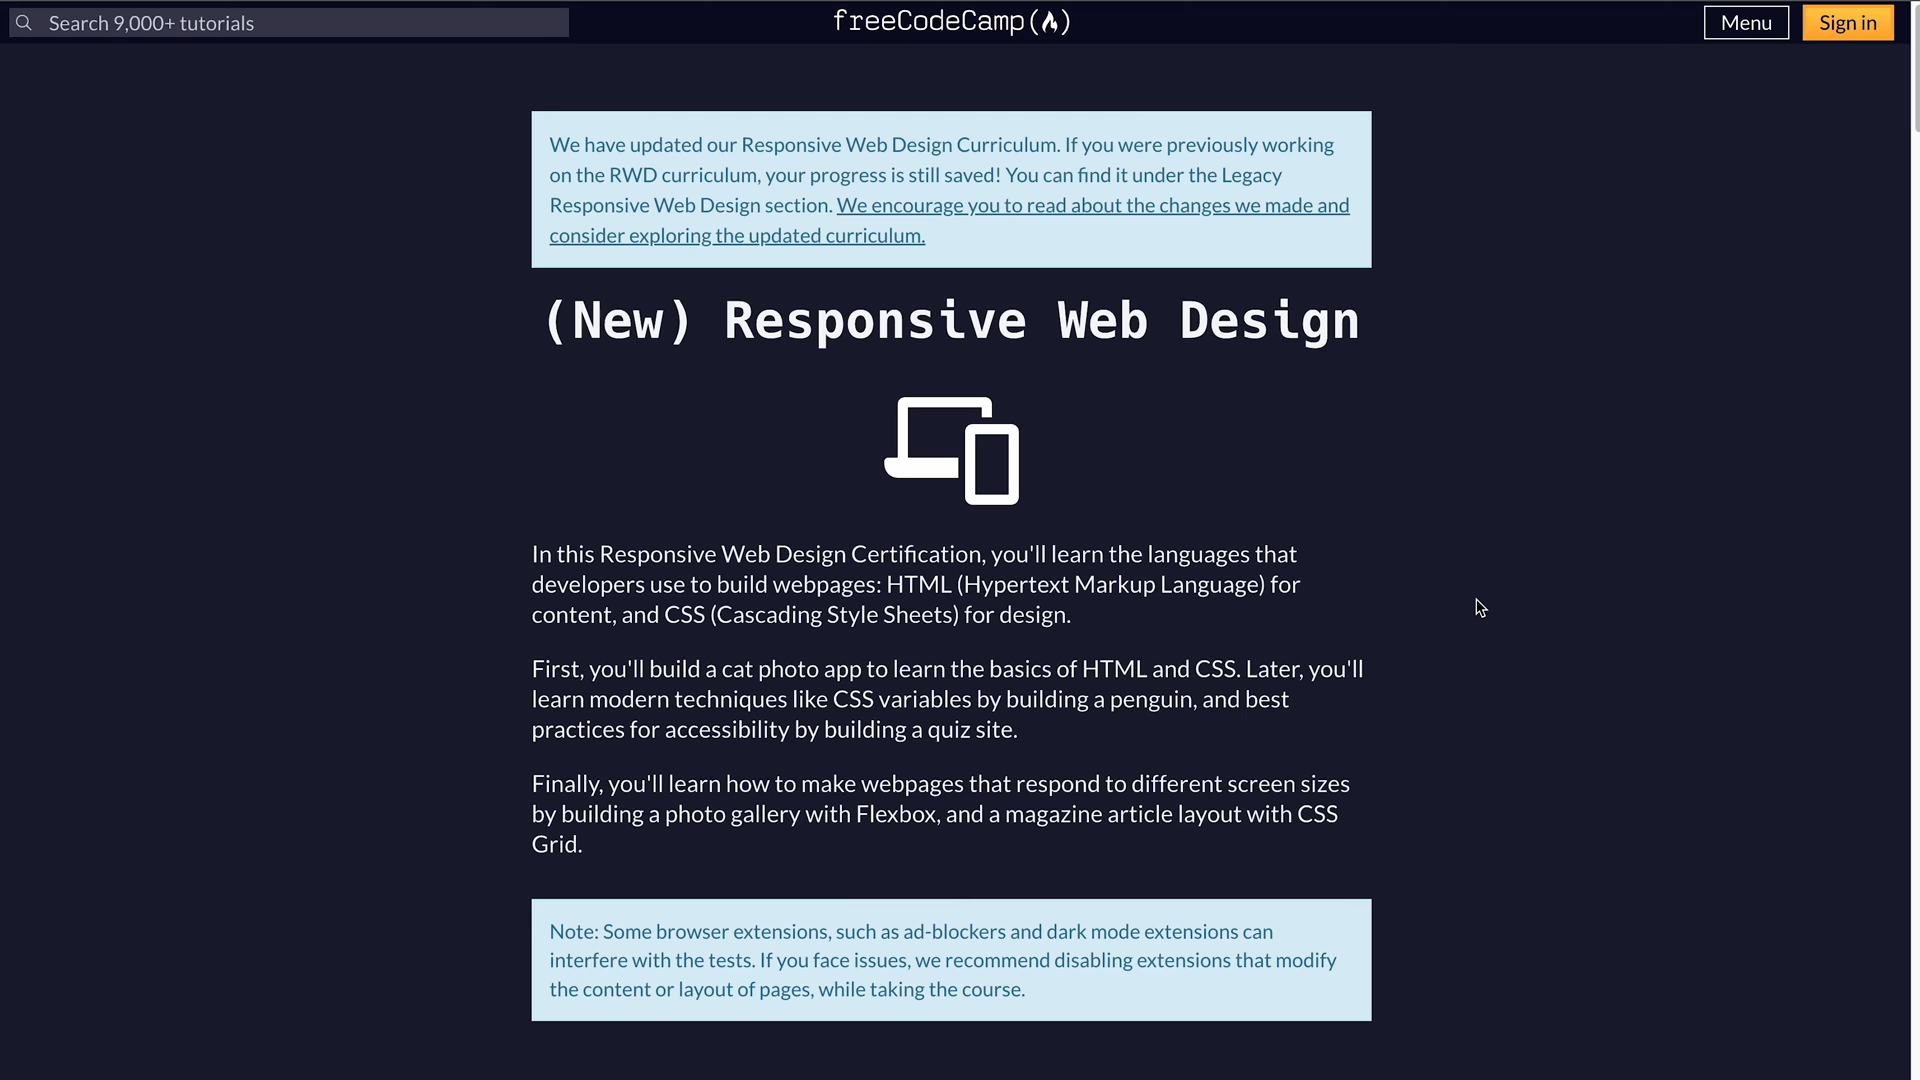 Search 9,000+ tutorials
freeCodeCamp
Menu
Sign in
We have updated our Responsive Web Design Curriculum. If you were previously working
on the RWD curriculum, your progress is still saved! You can find it under the Legacy
Responsive Web Design section. We encourage you to read about the changes we made and
consider exploring the updated curriculum.
(New) Responsive Web Design
In this Responsive Web Design Certification, you'll learn the languages that
developers use to build webpages: HTML (Hypertext Markup Language) for
content, and CSS (Cascading Style Sheets) for design.
First, you'll build a cat photo app to learn the basics of HTML and CSS. Later, you'll
learn modern techniques like CSS variables by building a penguin, and best
practices for accessibility by building a quiz site.
Finally, you'll learn how to make webpages that respond to different screen sizes
by building a photo gallery with Flexbox, and a magazine article layout with CSS
Grid.
Note: Some browser extensions, such as ad-blockers and dark mode extensions can
interfere with the tests. If you face issues, we recommend disabling extensions that modify
the content or layout of pages, while taking the course.